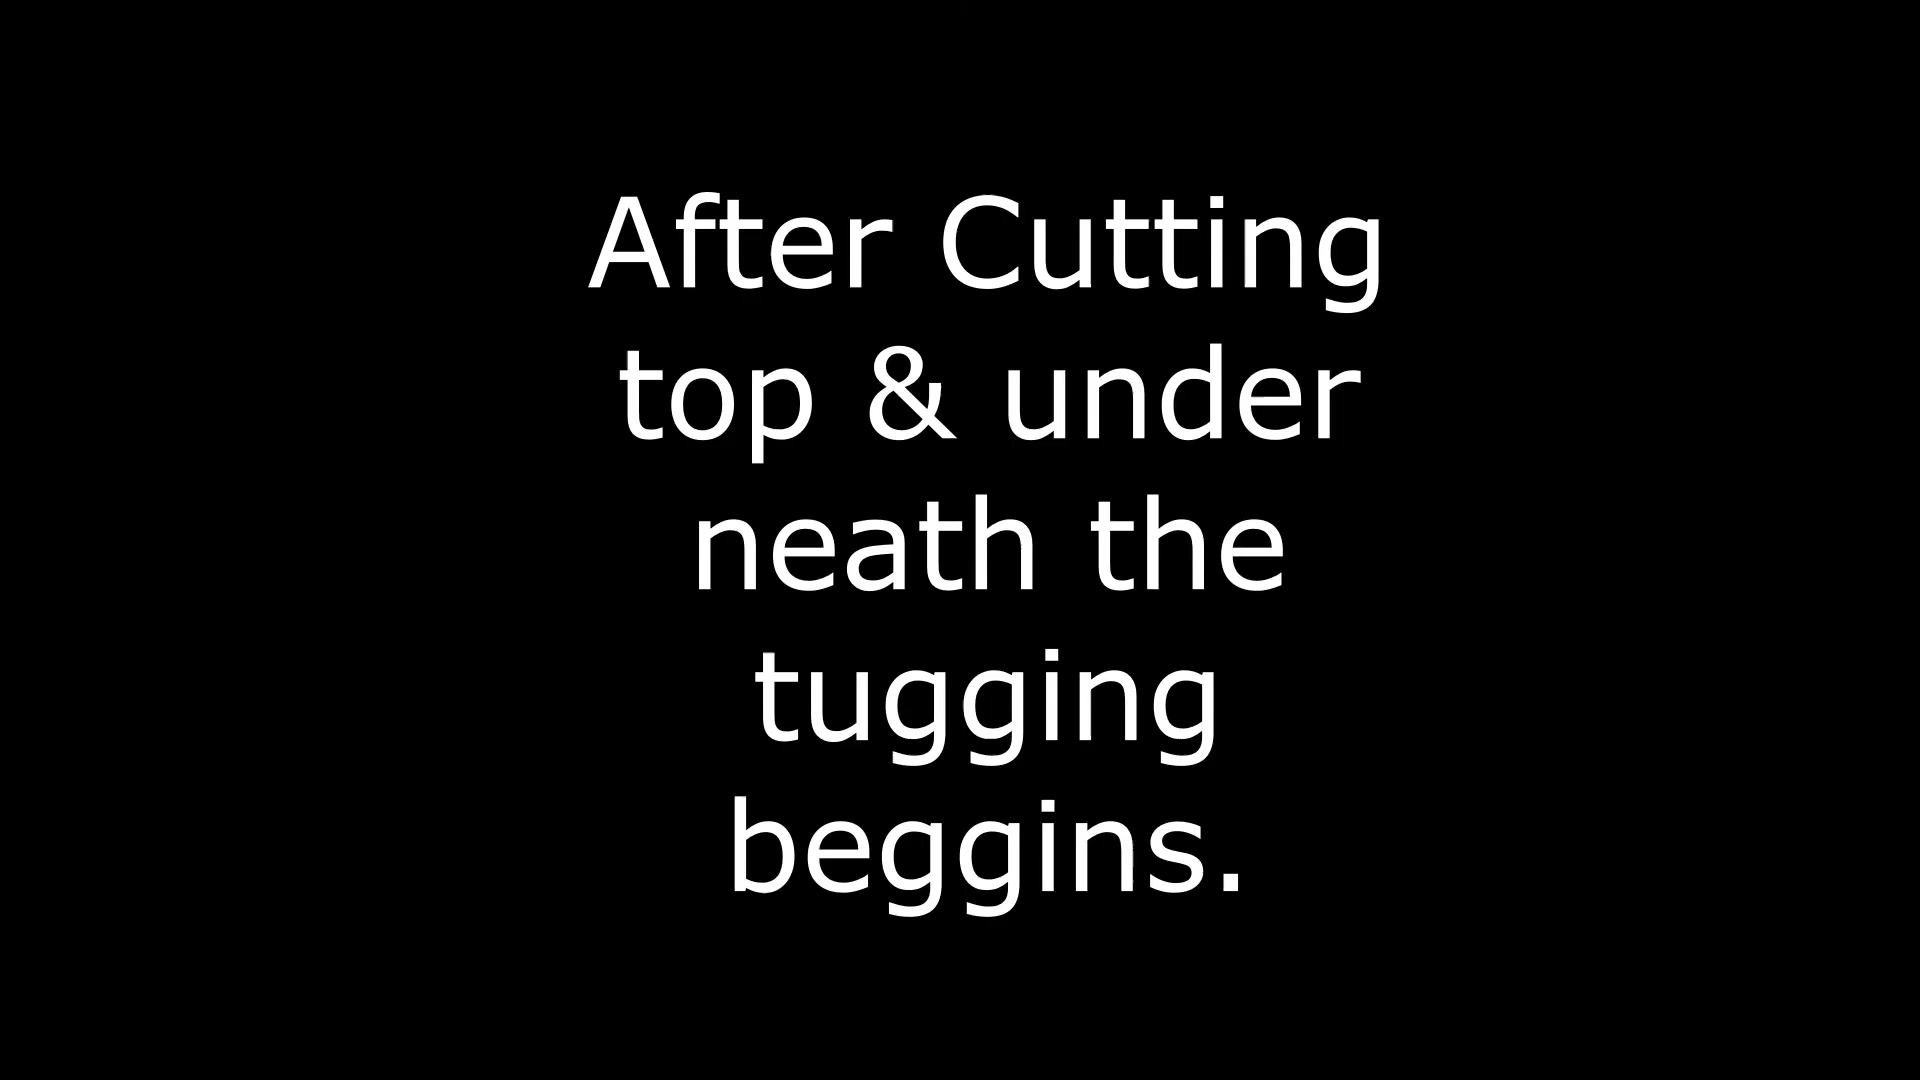 After Cutting
top & under
neath the
tugging
beggins.